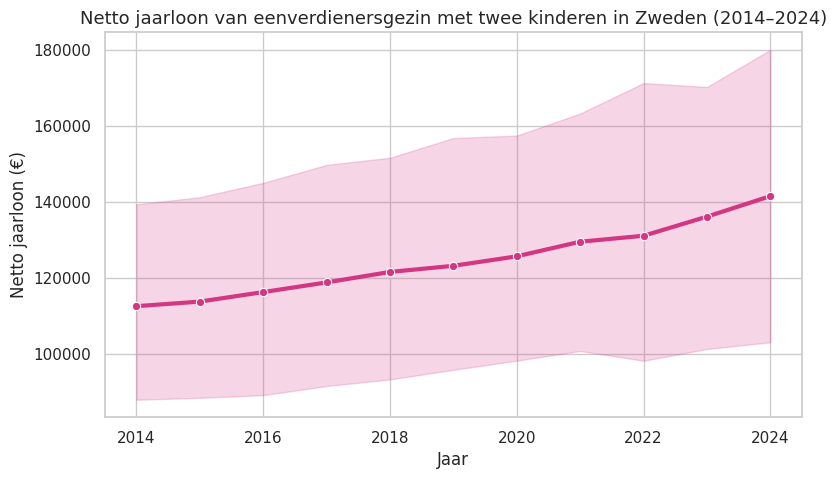 Netto jaarloon van eenverdienersgezin met twee kinderen in Zweden (2014–2024)
180000
160000
140000
120000
100000
Netto jaarloon (€)
2014 2016 2018 2020 2022 2024
Jaar